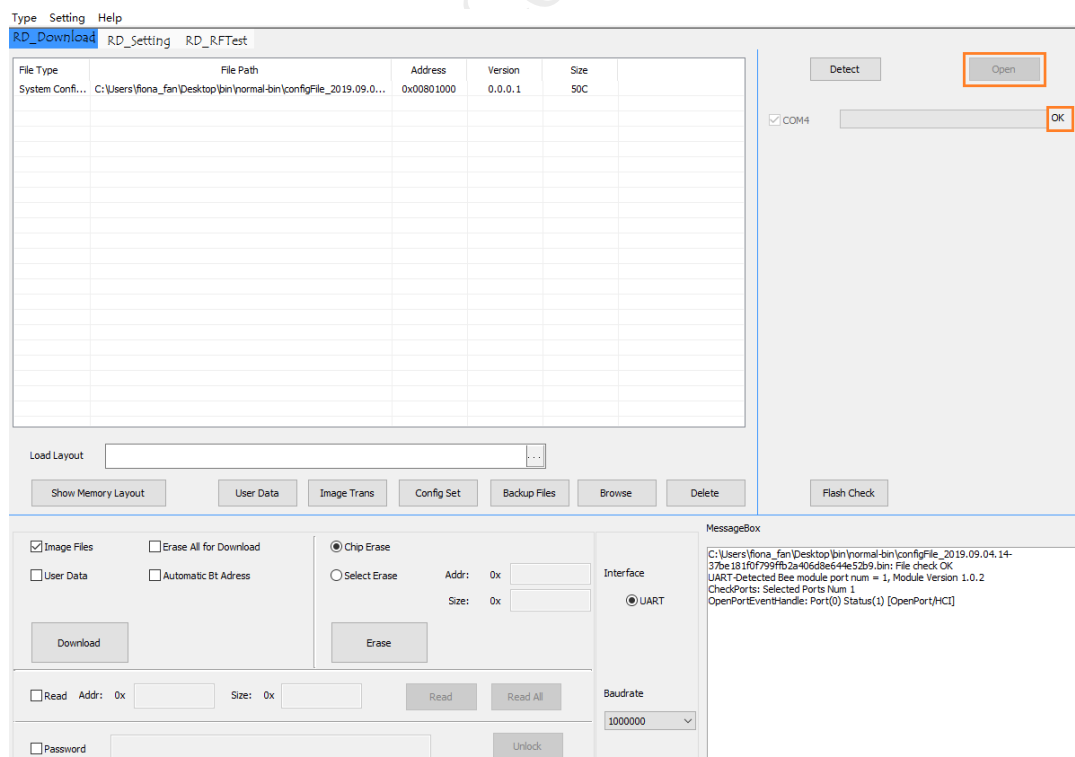 Type Setting Help
RD_Download RD_Setting RD_RFTest
File Type File Path Address Version Size
System Confi... C:\Users\fiona_fan\Desktop\bin\normal-bin\configFile_2019.09.0... 0x00801000 0.0.0.1 50C
Detect Open
COM4 OK
Load Layout ...
Show Memory Layout User Data Image Trans Config Set Backup Files Browse Delete Flash Check
Image Files Erase All for Download Chip Erase
User Data Automatic Bt Adress Select Erase Addr: 0x
Size: 0x
Download Erase
Read Addr: 0x Size: 0x Read Read All
Password Unlock
Interface
UART
Baudrate
1000000
MessageBox
C:\Users\fiona_fan\Desktop\bin\normal-bin\configFile_2019.09.04.14-
37be181f0f799ffb2a406d8e644e52b9.bin: File check OK
UART-Detected Bee module port num = 1, Module Version 1.0.2
CheckPorts: Selected Ports Num 1
OpenPortEventHandle: Port(0) Status(1) [OpenPort/HCI]